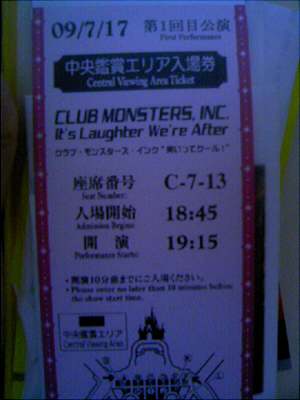 09/7/17 第1回目公演
First Performance
中央鑑賞エリア入場券
Central Viewing Area Ticket
CLUB MONSTERS, INC.
It's Laughter We're After
クラブ・モンスターズ・インク“笑いってクール！”
座席番号 C-7-13
Seat Number:
入場開始 18:45
Admission Begins:
開演 19:15
Performance Starts:
・開演10分前までにご入場ください。
• Please enter no later than 10 minutes before
the show start time.
中央鑑賞エリア
Central Viewing Area